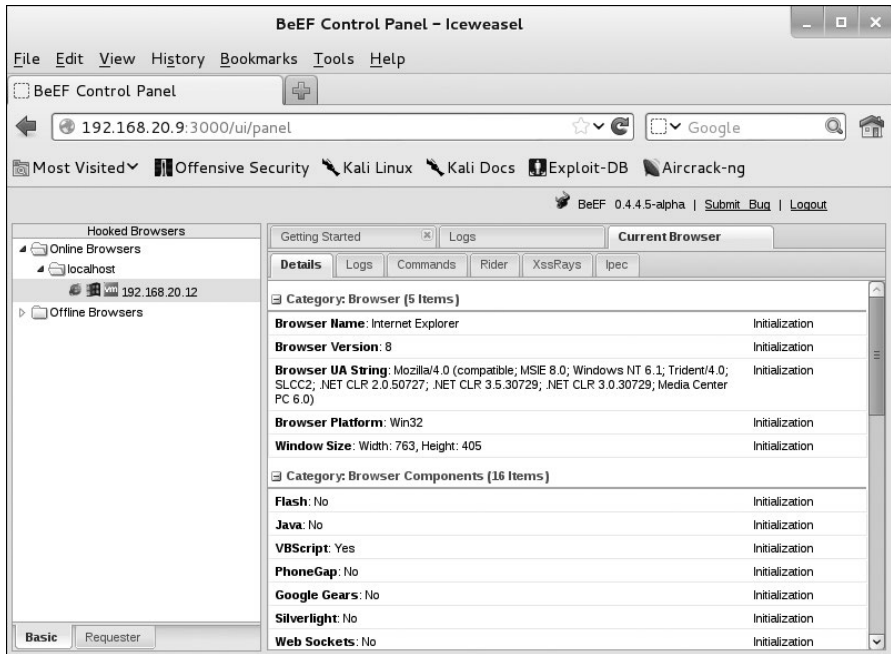 BeEF Control Panel - Iceweasel
File Edit View History Bookmarks Tools Help
BeEF Control Panel
192.168.20.9:3000/ui/panel
Google
Most Visited Offensive Security Kali Linux Kali Docs Exploit-DB Aircrack-ng
BeEF 0.4.4.5-alpha | Submit Bug | Logout
Hooked Browsers
Online Browsers
localhost
vm 192.168.20.12
Offline Browsers
Basic Requester
Getting Started Logs Current Browser
Details Logs Commands Rider XssRays Ipec
Category: Browser (5 Items)
Browser Name: Internet Explorer Initialization
Browser Version: 8 Initialization
Browser UA String: Mozilla/4.0 (compatible; MSIE 8.0; Windows NT 6.1; Trident/4.0; Initialization
SLCC2; .NET CLR 2.0.50727; .NET CLR 3.5.30729; .NET CLR 3.0.30729; Media Center
PC 6.0)
Browser Platform: Win32 Initialization
Window Size: Width: 763, Height: 405 Initialization
Category: Browser Components (16 Items)
Flash: No Initialization
Java: No Initialization
VBScript: Yes Initialization
PhoneGap: No Initialization
Google Gears: No Initialization
Silverlight: No Initialization
Web Sockets: No Initialization